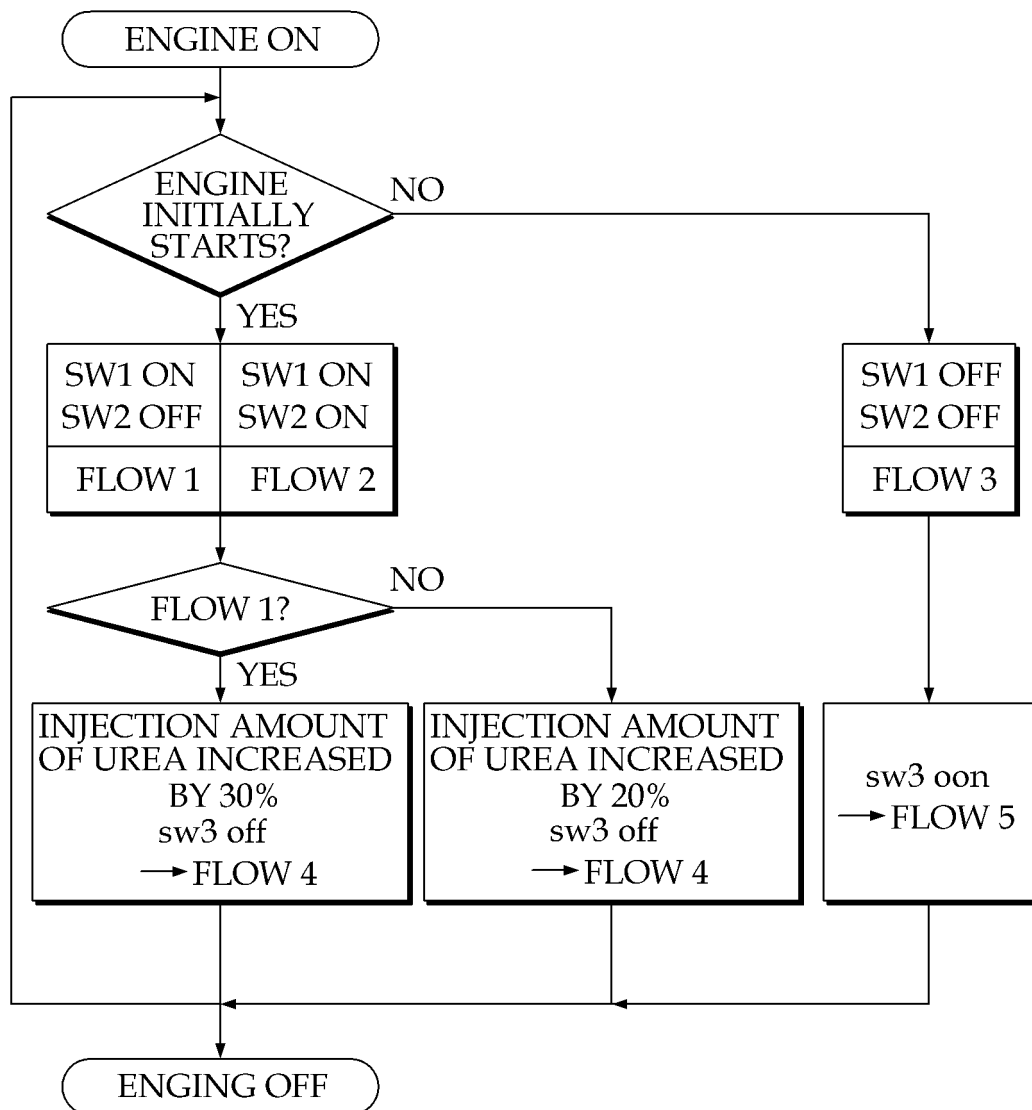 ENGINE ON
ENGINE
INITIALLY
STARTS?
NO
YES
SW1 ON
SW2 OFF
FLOW 1
SW1 ON
SW2 ON
FLOW 2
SW1 OFF
SW2 OFF
FLOW 3
FLOW 1?
NO
YES
INJECTION AMOUNT
OF UREA INCREASED
BY 30%
sw3 off
→ FLOW 4
INJECTION AMOUNT
OF UREA INCREASED
BY 20%
sw3 off
→ FLOW 4
sw3 oon
→ FLOW 5
ENGING OFF